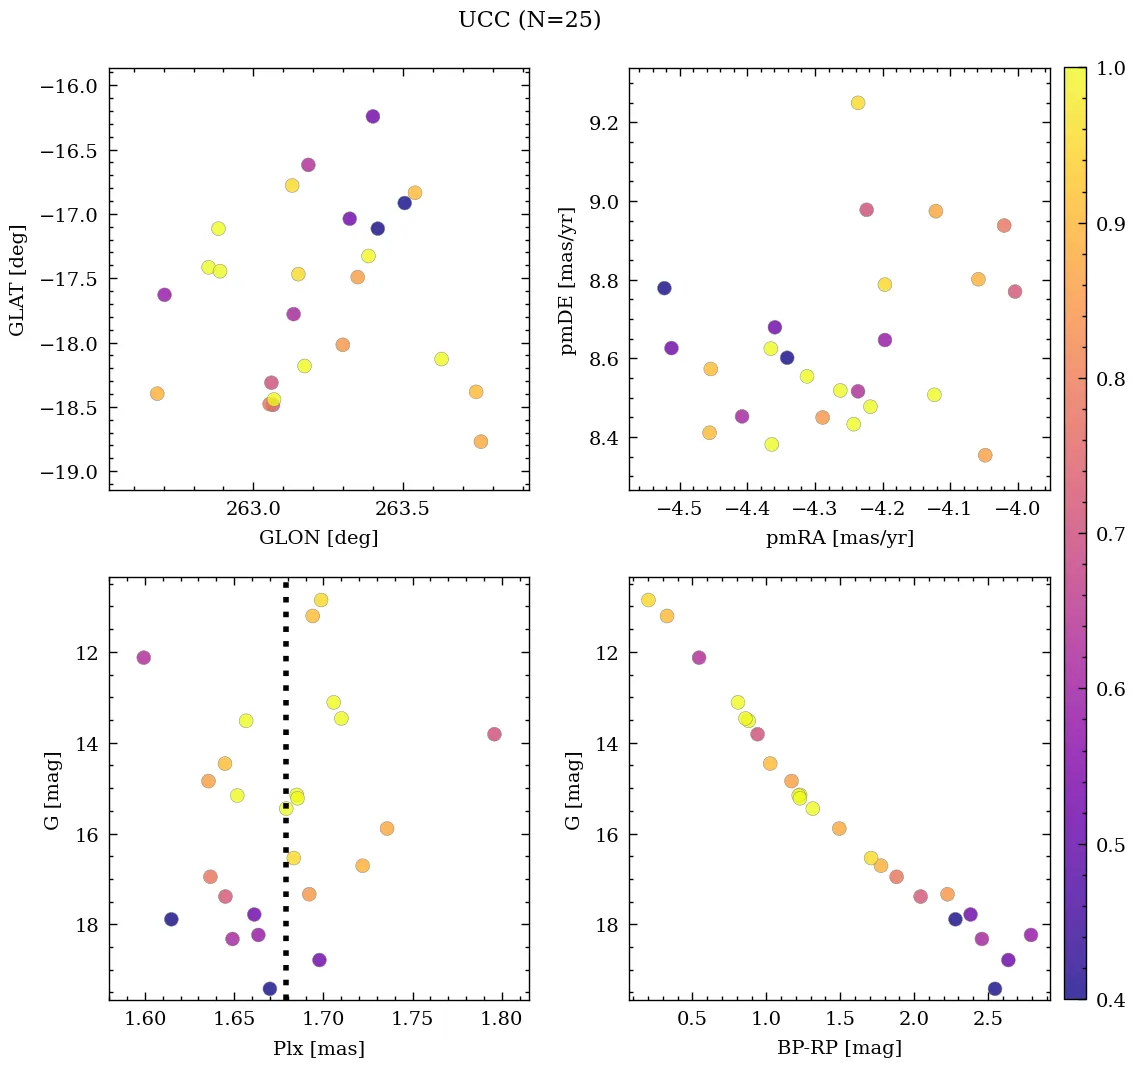 UCC (N=25)
−16.0
−16.5
−17.0
−17.5
−18.0
−18.5
−19.0
GLAT [deg]
263.0 263.5
GLON [deg]
9.2
9.0
8.8
8.6
8.4
pmDE [mas/yr]
−4.5 −4.4 −4.3 −4.2 −4.1 −4.0
pmRA [mas/yr]
12
14
16
18
G [mag]
1.60 1.65 1.70 1.75 1.80
Plx [mas]
12
14
16
18
G [mag]
0.5 1.0 1.5 2.0 2.5
BP-RP [mag]
1.0
0.9
0.8
0.7
0.6
0.5
0.4